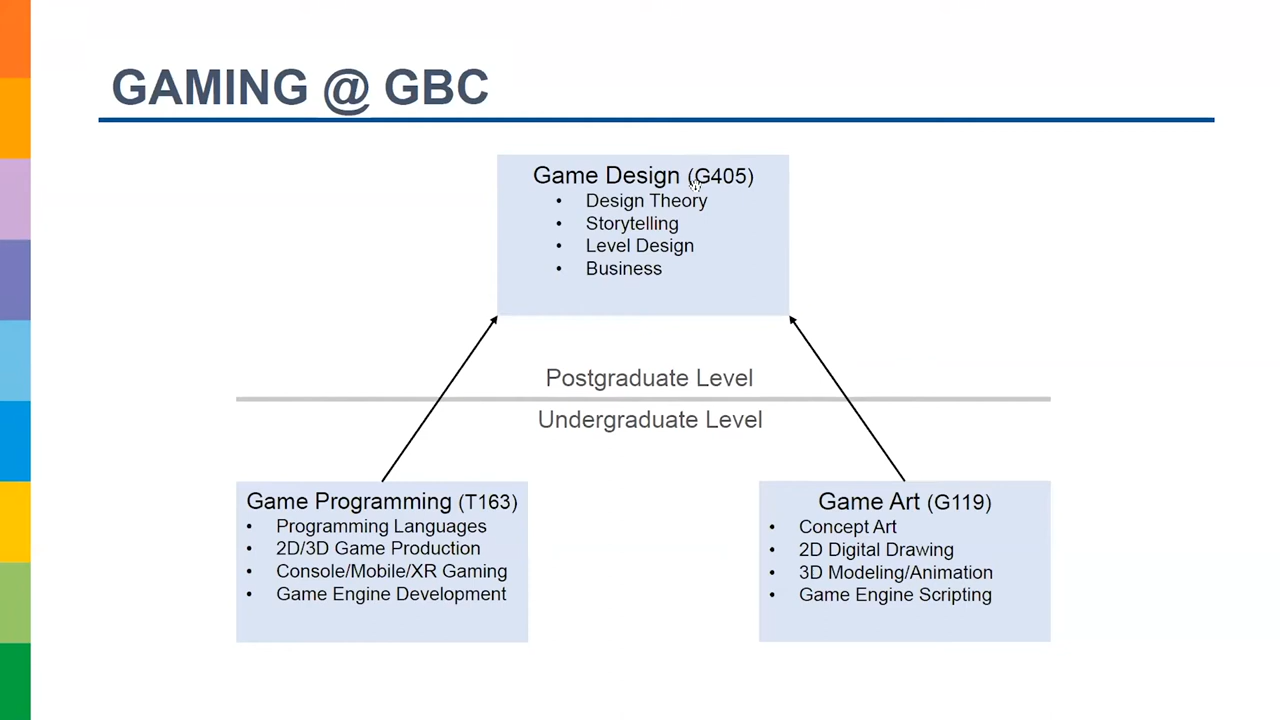 GAMING @ GBC
Game Design (G405)
• Design Theory
• Storytelling
• Level Design
• Business
Postgraduate Level
Undergraduate Level
Game Programming (T163)
• Programming Languages
• 2D/3D Game Production
• Console/Mobile/XR Gaming
• Game Engine Development
Game Art (G119)
• Concept Art
• 2D Digital Drawing
• 3D Modeling/Animation
• Game Engine Scripting